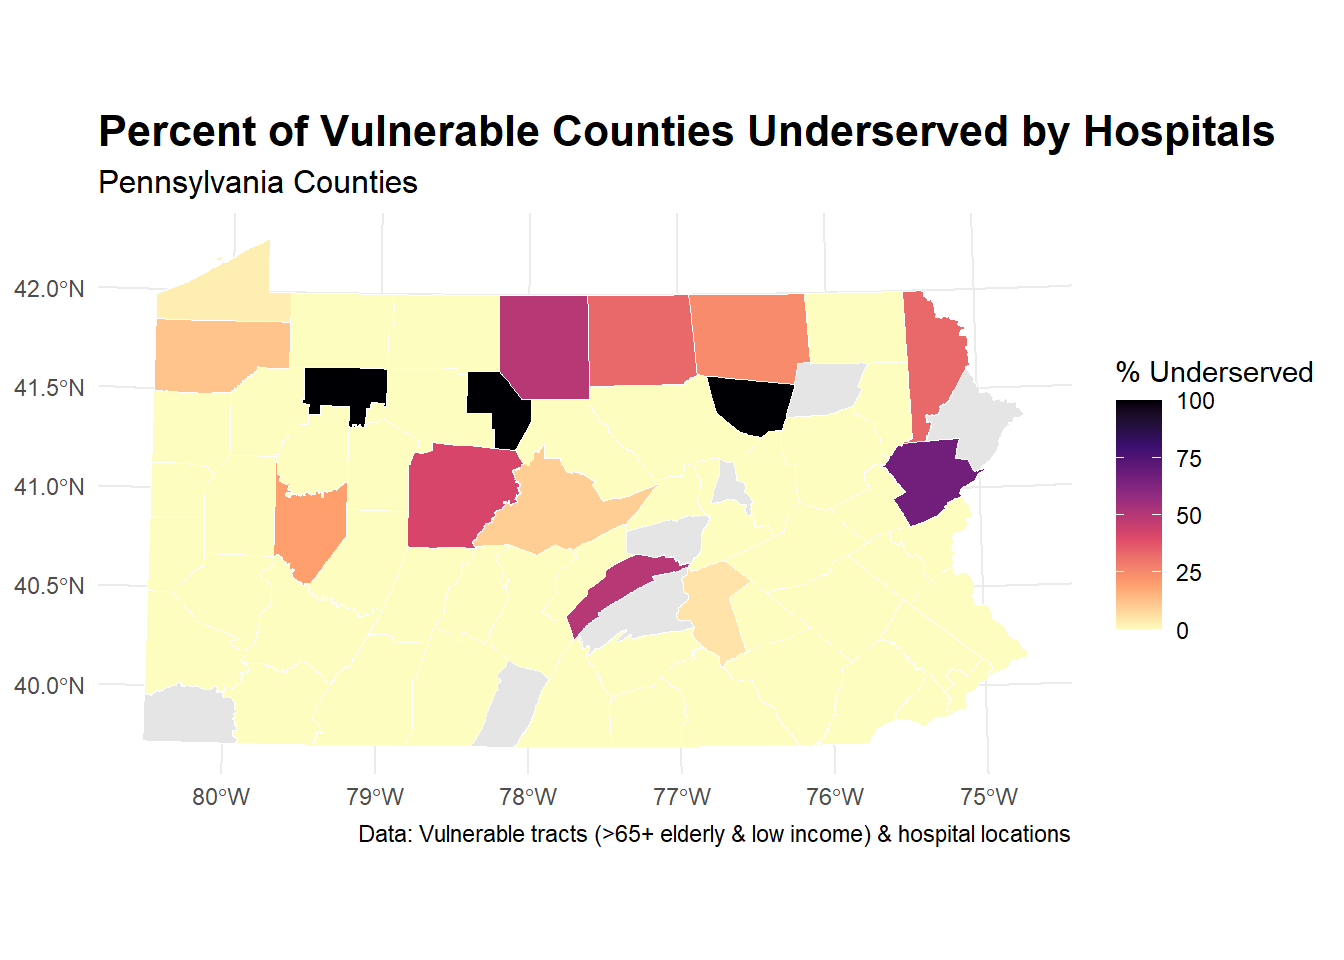 Percent of Vulnerable Counties Underserved by Hospitals
Pennsylvania Counties
42.0°N
41.5°N
41.0°N
40.5°N
40.0°N
80°W 79°W 78°W 77°W 76°W 75°W
% Underserved
100
75
50
25
0
Data: Vulnerable tracts (>65+ elderly & low income) & hospital locations